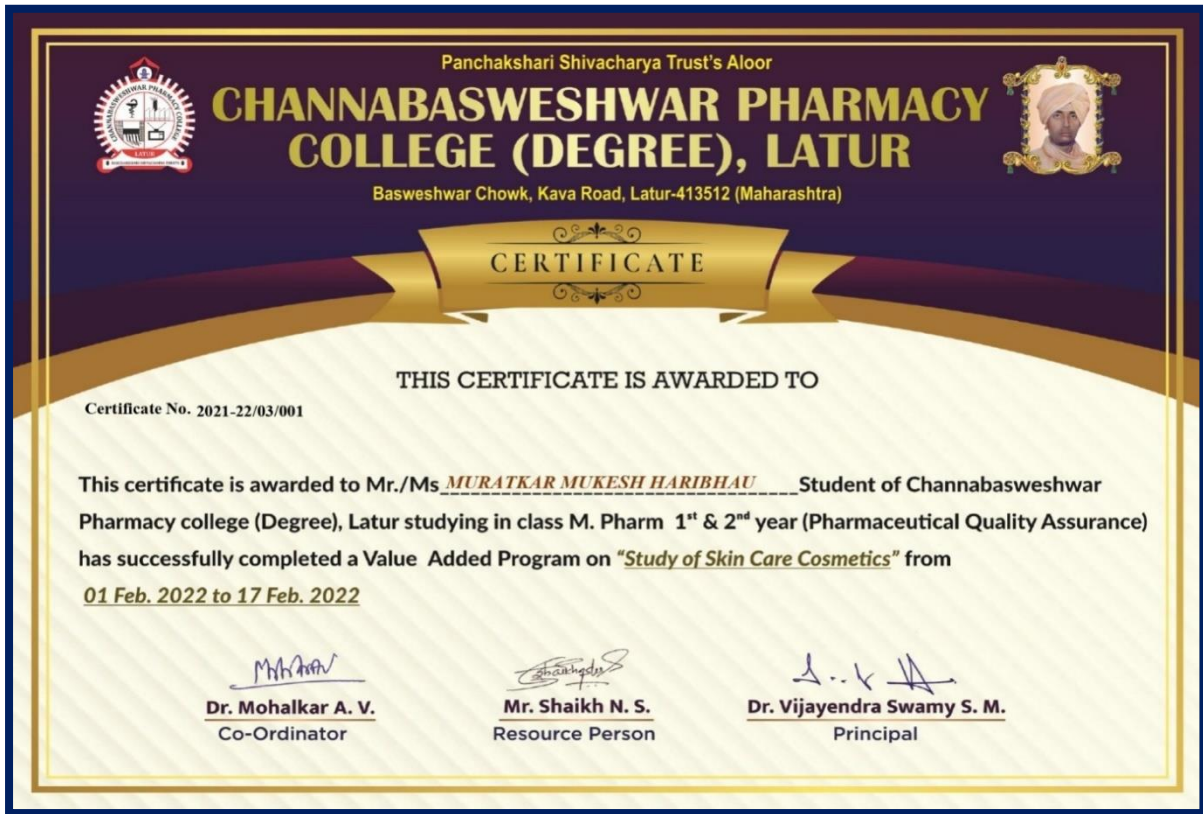 Panchakshari Shivacharya Trust's Aloor
CHANNABASWESHWAR PHARMACY
COLLEGE (DEGREE), LATUR
Basweshwar Chowk, Kava Road, Latur-413512 (Maharashtra)
CERTIFICATE
THIS CERTIFICATE IS AWARDED TO
Certificate No. 2021-22/03/001
This certificate is awarded to Mr./Ms MURATKAR MUKESH HARIBHAU Student of Channabasweshwar
Pharmacy college (Degree), Latur studying in class M. Pharm 1st & 2nd year (Pharmaceutical Quality Assurance)
has successfully completed a Value Added Program on "Study of Skin Care Cosmetics" from
01 Feb. 2022 to 17 Feb. 2022
Dr. Mohalkar A. V.
Co-Ordinator
Mr. Shaikh N. S.
Resource Person
Dr. Vijayendra Swamy S. M.
Principal
LATUR